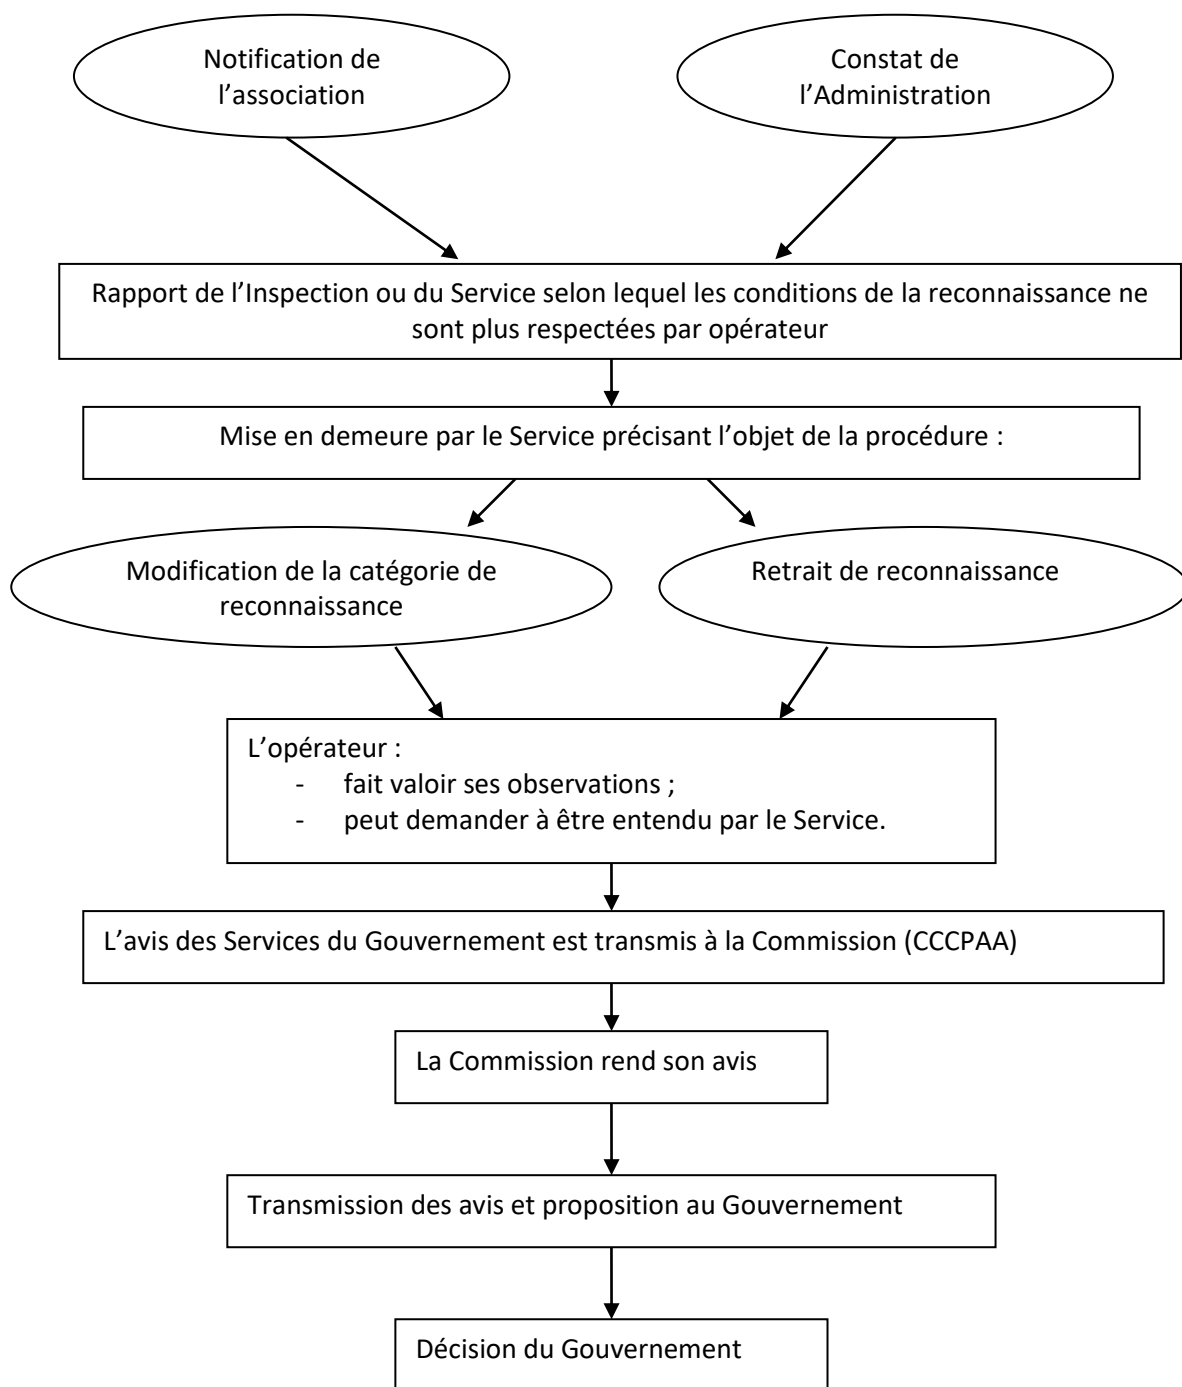 Notification de
l’association
Constat de
l’Administration
Rapport de l’Inspection ou du Service selon lequel les conditions de la reconnaissance ne
sont plus respectées par opérateur
Mise en demeure par le Service précisant l’objet de la procédure :
Modification de la catégorie de
reconnaissance
Retrait de reconnaissance
L’opérateur :
- fait valoir ses observations ;
- peut demander à être entendu par le Service.
L’avis des Services du Gouvernement est transmis à la Commission (CCCPAA)
La Commission rend son avis
Transmission des avis et proposition au Gouvernement
Décision du Gouvernement